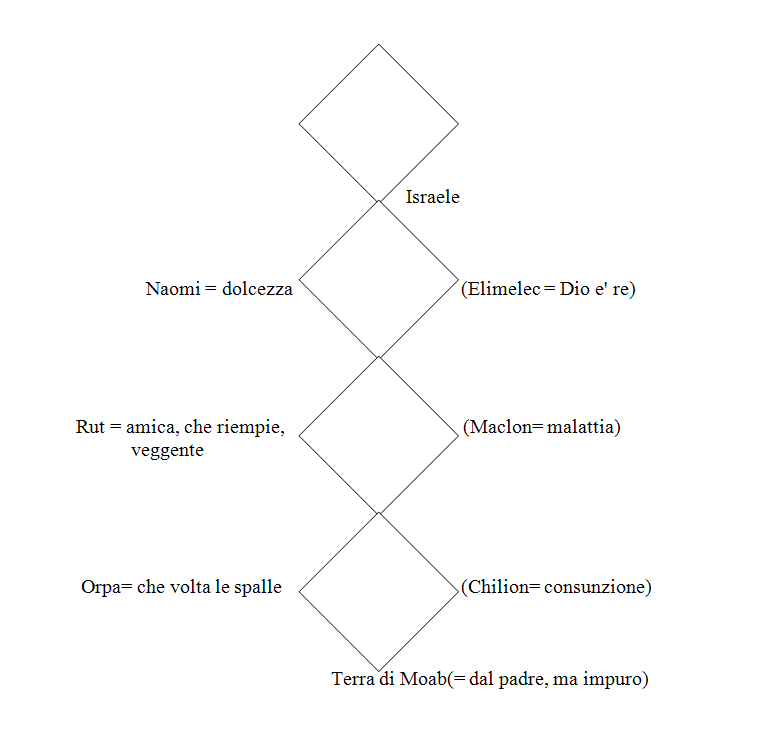 Israele
Naomi = dolcezza
(Elimelec = Dio e' re)
Rut = amica, che riempie,
veggente
(Maclon= malattia)
Orpa= che volta le spalle
(Chilion= consunzione)
Terra di Moab(= dal padre, ma impuro)